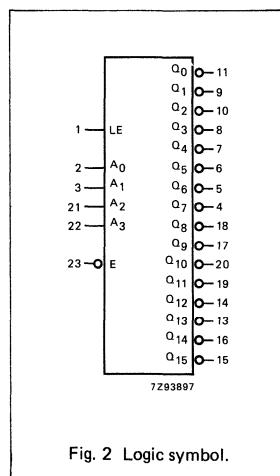 Q0 11
Q1 9
Q2 10
1 LE Q3 8
Q4 7
2 A0 Q5 6
3 A1 Q6 5
21 A2 Q7 4
22 A3 Q8 18
Q9 17
23 E Q10 20
Q11 19
Q12 14
Q13 13
Q14 16
Q15 15
7Z93897
Fig. 2 Logic symbol.